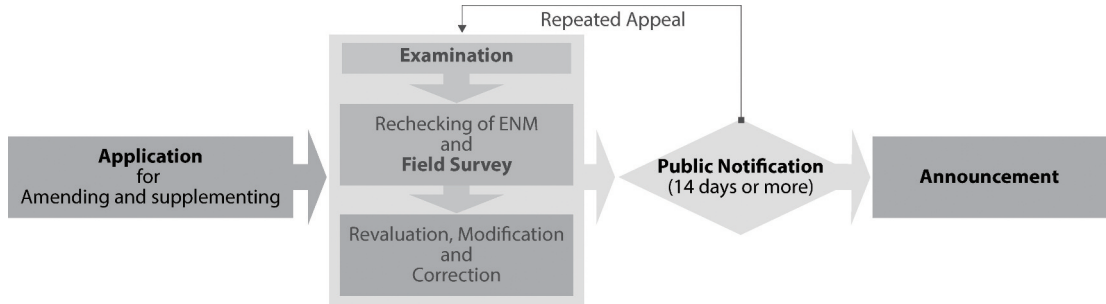 Repeated Appeal
Application
for
Amending and supplementing
Examination
Rechecking of ENM
and
Field Survey
Revaluation, Modification
and
Correction
Public Notification
(14 days or more)
Announcement